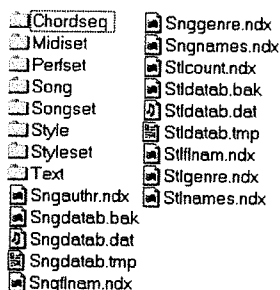 Chordseq
Midiset
Perfset
Song
Songset
Style
Styleset
Text
Sngauthr.ndx
Sngdatab.bak
Sngdatab.dat
Sngdatab.tmp
Sngflnam.ndx
Snggenre.ndx
Sngnames.ndx
Stlcount.ndx
Stldatab.bak
Stldatab.dat
Stldatab.tmp
Stlflnam.ndx
Stlgenre.ndx
Stlnames.ndx